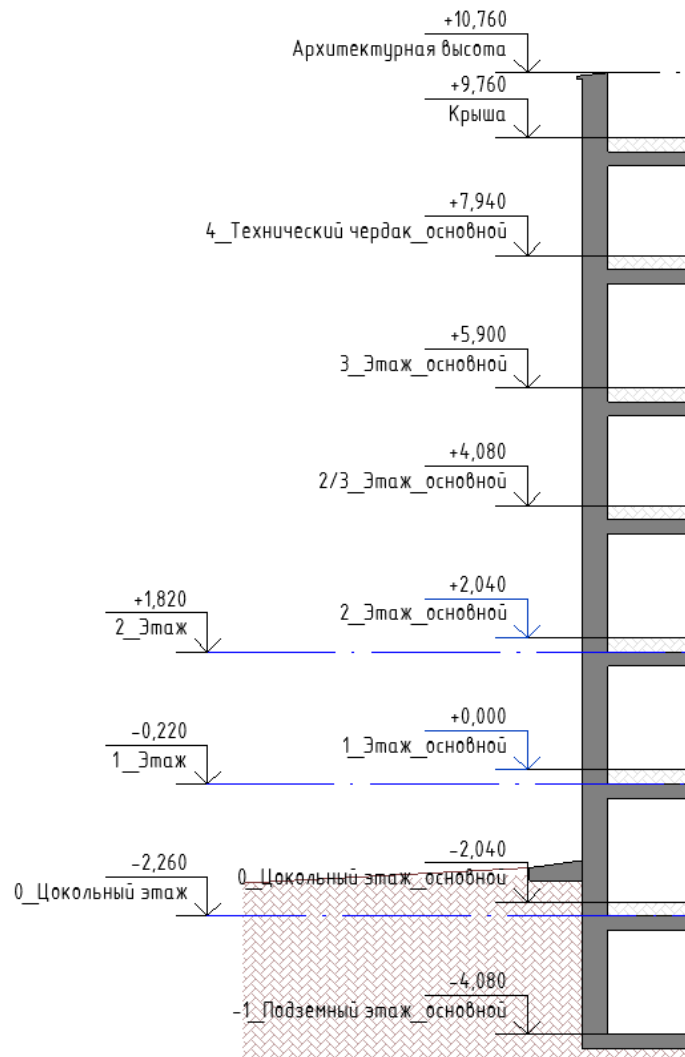 +10,760
Архитектурная высота
+9,760
Крыша
+7,940
4_Технический чердак_основной
+5,900
3_Этаж_основной
+4,080
2/3_Этаж_основной
+1,820
2_Этаж
+2,040
2_Этаж_основной
-0,220
1_Этаж
+0,000
1_Этаж_основной
-2,260
0_Цокольный этаж
-2,040
0_Цокольный этаж_основной
-4,080
-1_Подземный этаж_основной